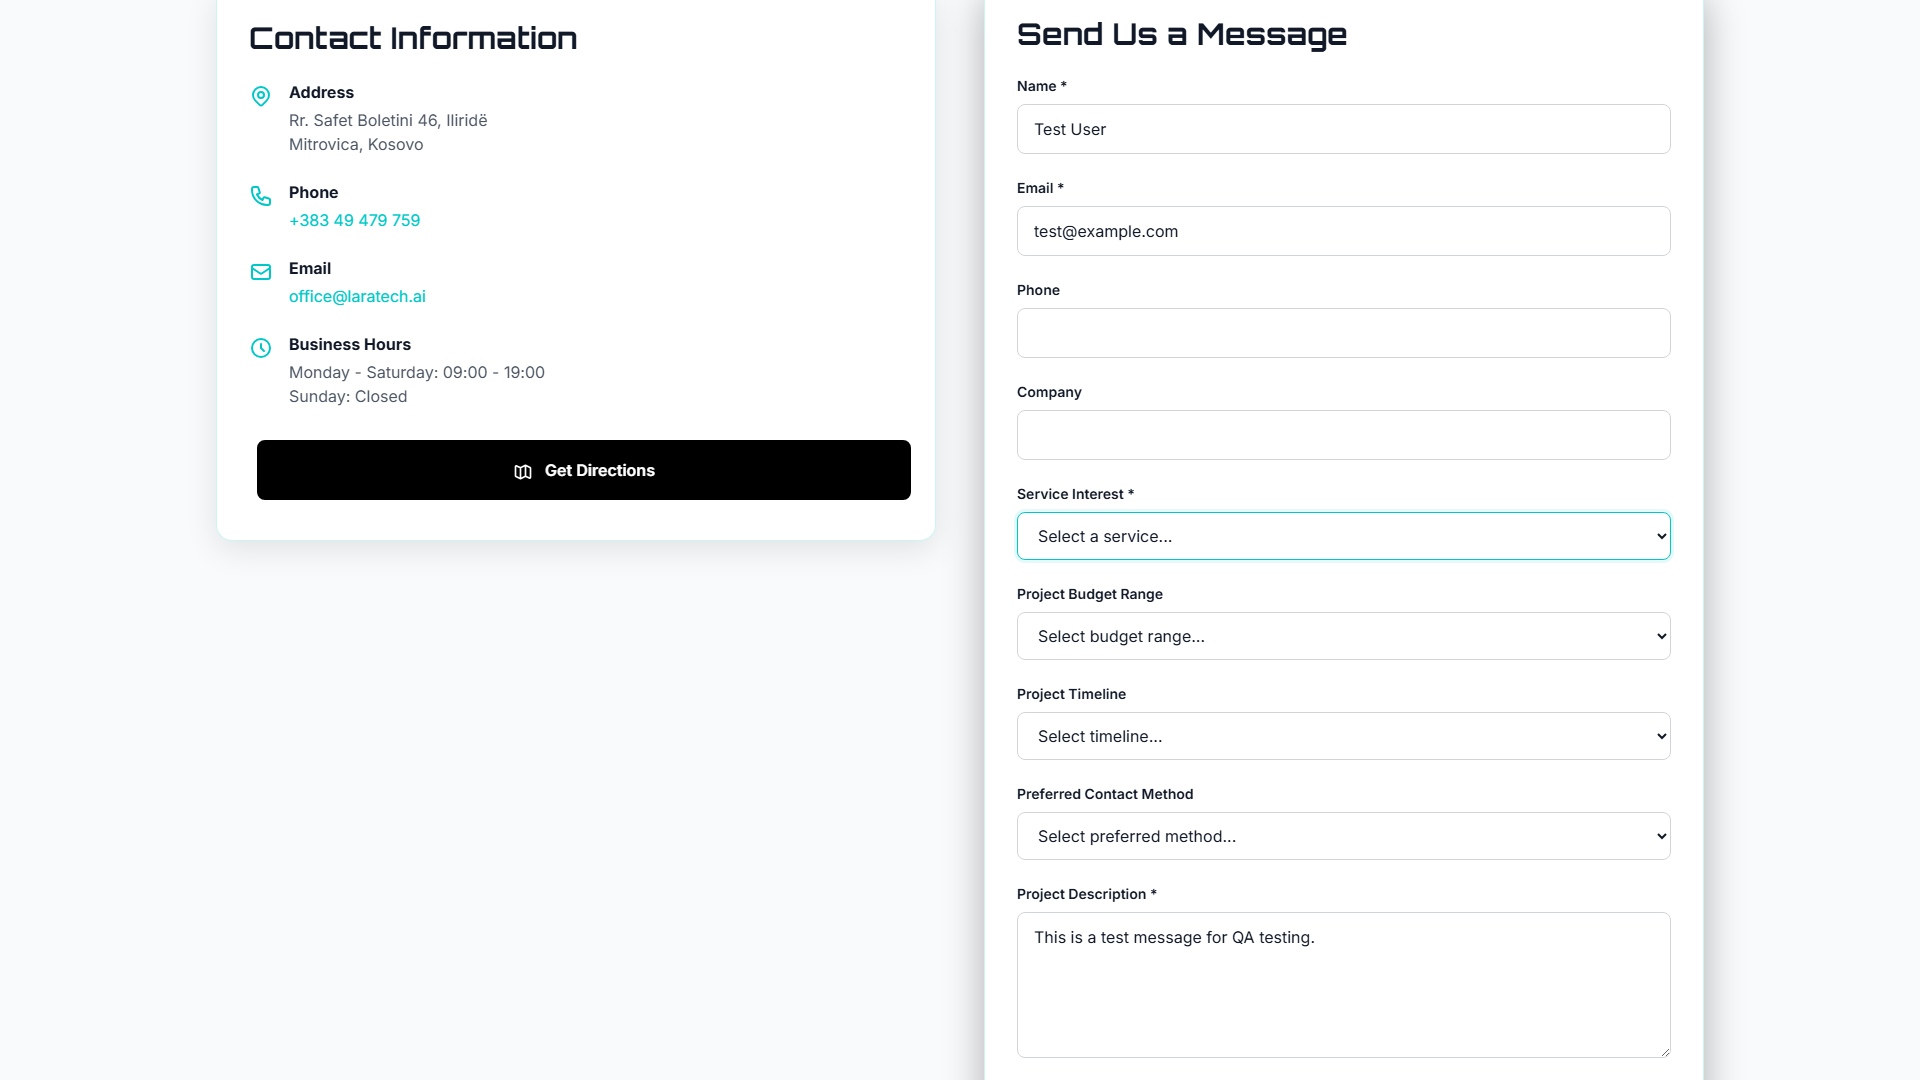 Contact Information
Address
Rr. Safet Boletini 46, Iliridë
Mitrovica, Kosovo
Phone
+383 49 479 759
Email
office@laratech.ai
Business Hours
Monday - Saturday: 09:00 - 19:00
Sunday: Closed
Get Directions
Send Us a Message
Name *
Test User
Email *
test@example.com
Phone
Company
Service Interest *
Select a service...
Project Budget Range
Select budget range...
Project Timeline
Select timeline...
Preferred Contact Method
Select preferred method...
Project Description *
This is a test message for QA testing.